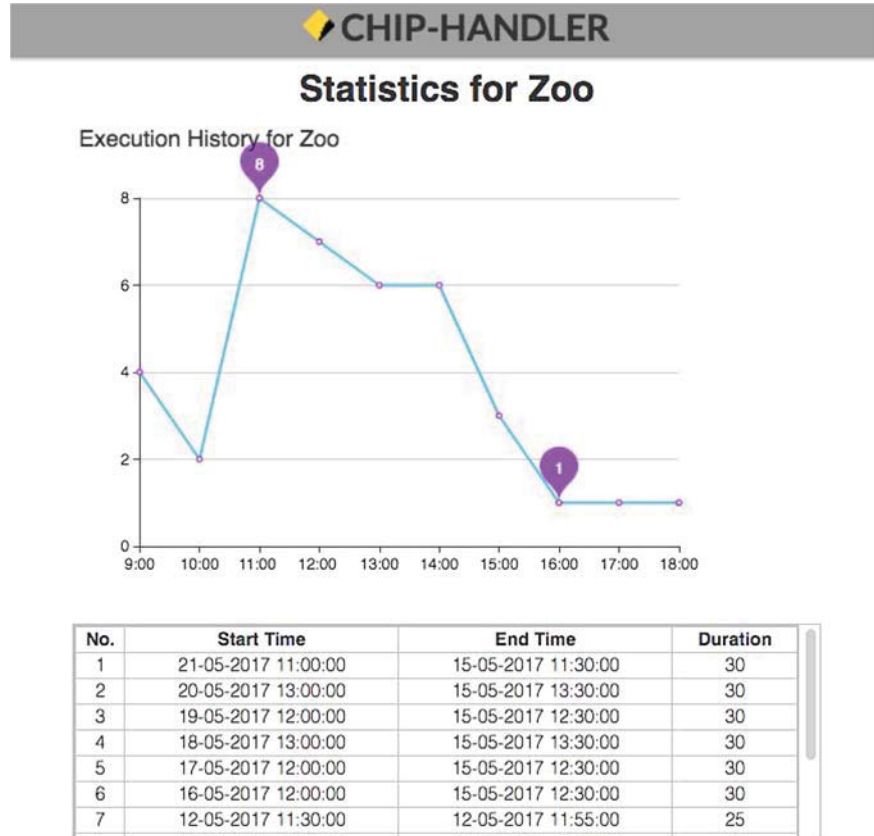 CHIP-HANDLER
Statistics for Zoo
Execution History for Zoo
8
8
6
4
2
1
0
9:00 10:00 11:00 12:00 13:00 14:00 15:00 16:00 17:00 18:00
No. Start Time End Time Duration
1 21-05-2017 11:00:00 15-05-2017 11:30:00 30
2 20-05-2017 13:00:00 15-05-2017 13:30:00 30
3 19-05-2017 12:00:00 15-05-2017 12:30:00 30
4 18-05-2017 13:00:00 15-05-2017 13:30:00 30
5 17-05-2017 12:00:00 15-05-2017 12:30:00 30
6 16-05-2017 12:00:00 15-05-2017 12:30:00 30
7 12-05-2017 11:30:00 12-05-2017 11:55:00 25